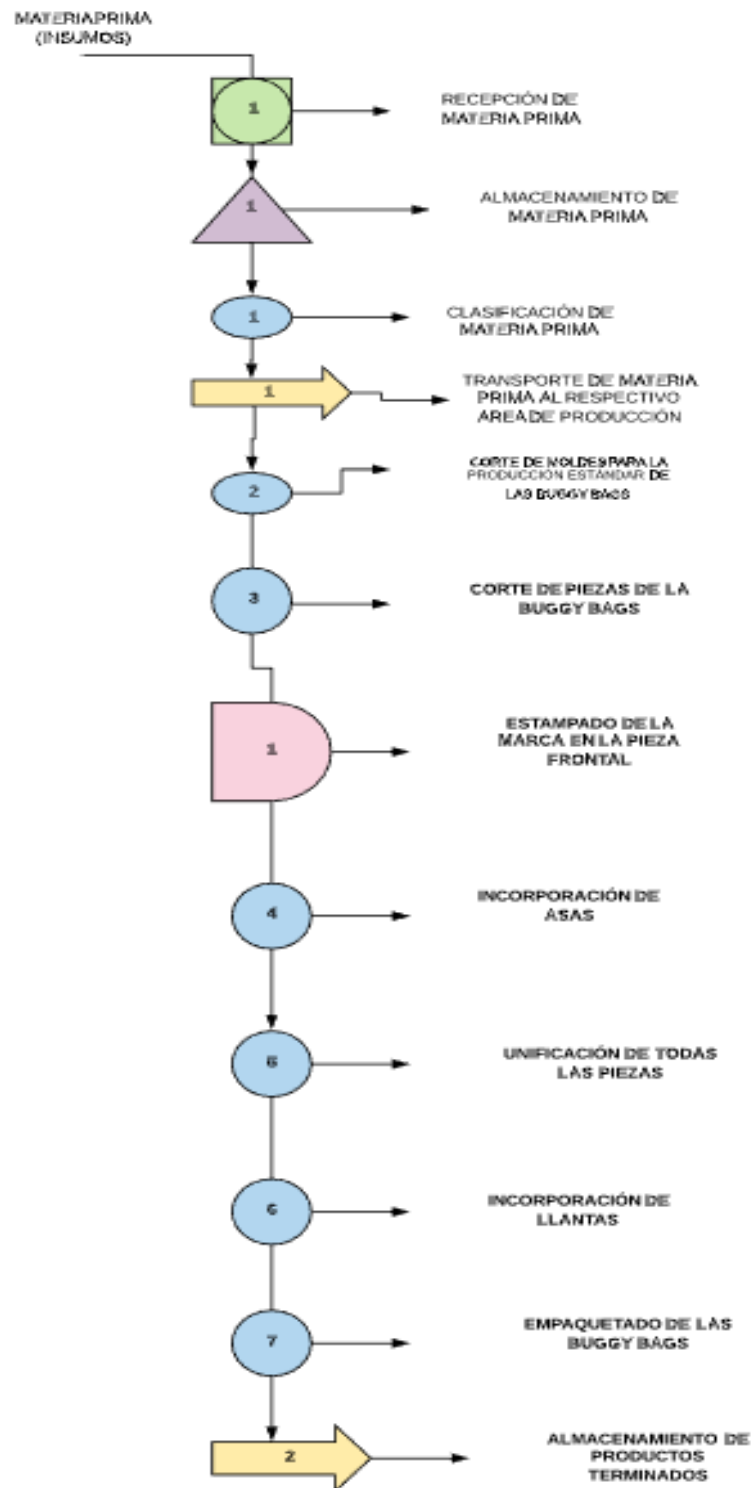 MATERIA PRIMA
(INSUMOS)
1
RECEPCIÓN DE
MATERIA PRIMA
1
ALMACENAMIENTO DE
MATERIA PRIMA
1
CLASIFICACIÓN DE
MATERIA PRIMA
1
TRANSPORTE DE MATERIA
PRIMA AL RESPECTIVO
AREA DE PRODUCCIÓN
2
CORTE DE MOLDES PARA LA
PRODUCCIÓN ESTÁNDAR DE
LAS BUGGY BAGS
3
CORTE DE PIEZAS DE LA
BUGGY BAGS
1
ESTAMPADO DE LA
MARCA EN LA PIEZA
FRONTAL
4
INCORPORACIÓN DE
ASAS
UNIFICACIÓN DE TODAS
LAS PIEZAS
6
INCORPORACIÓN DE
LLANTAS
7
EMPAQUETADO DE LAS
BUGGY BAGS
2
ALMACENAMIENTO DE
PRODUCTOS
TERMINADOS